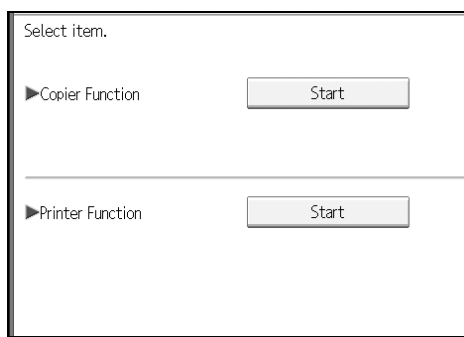 Select item.
▶Copier Function Start
▶Printer Function Start